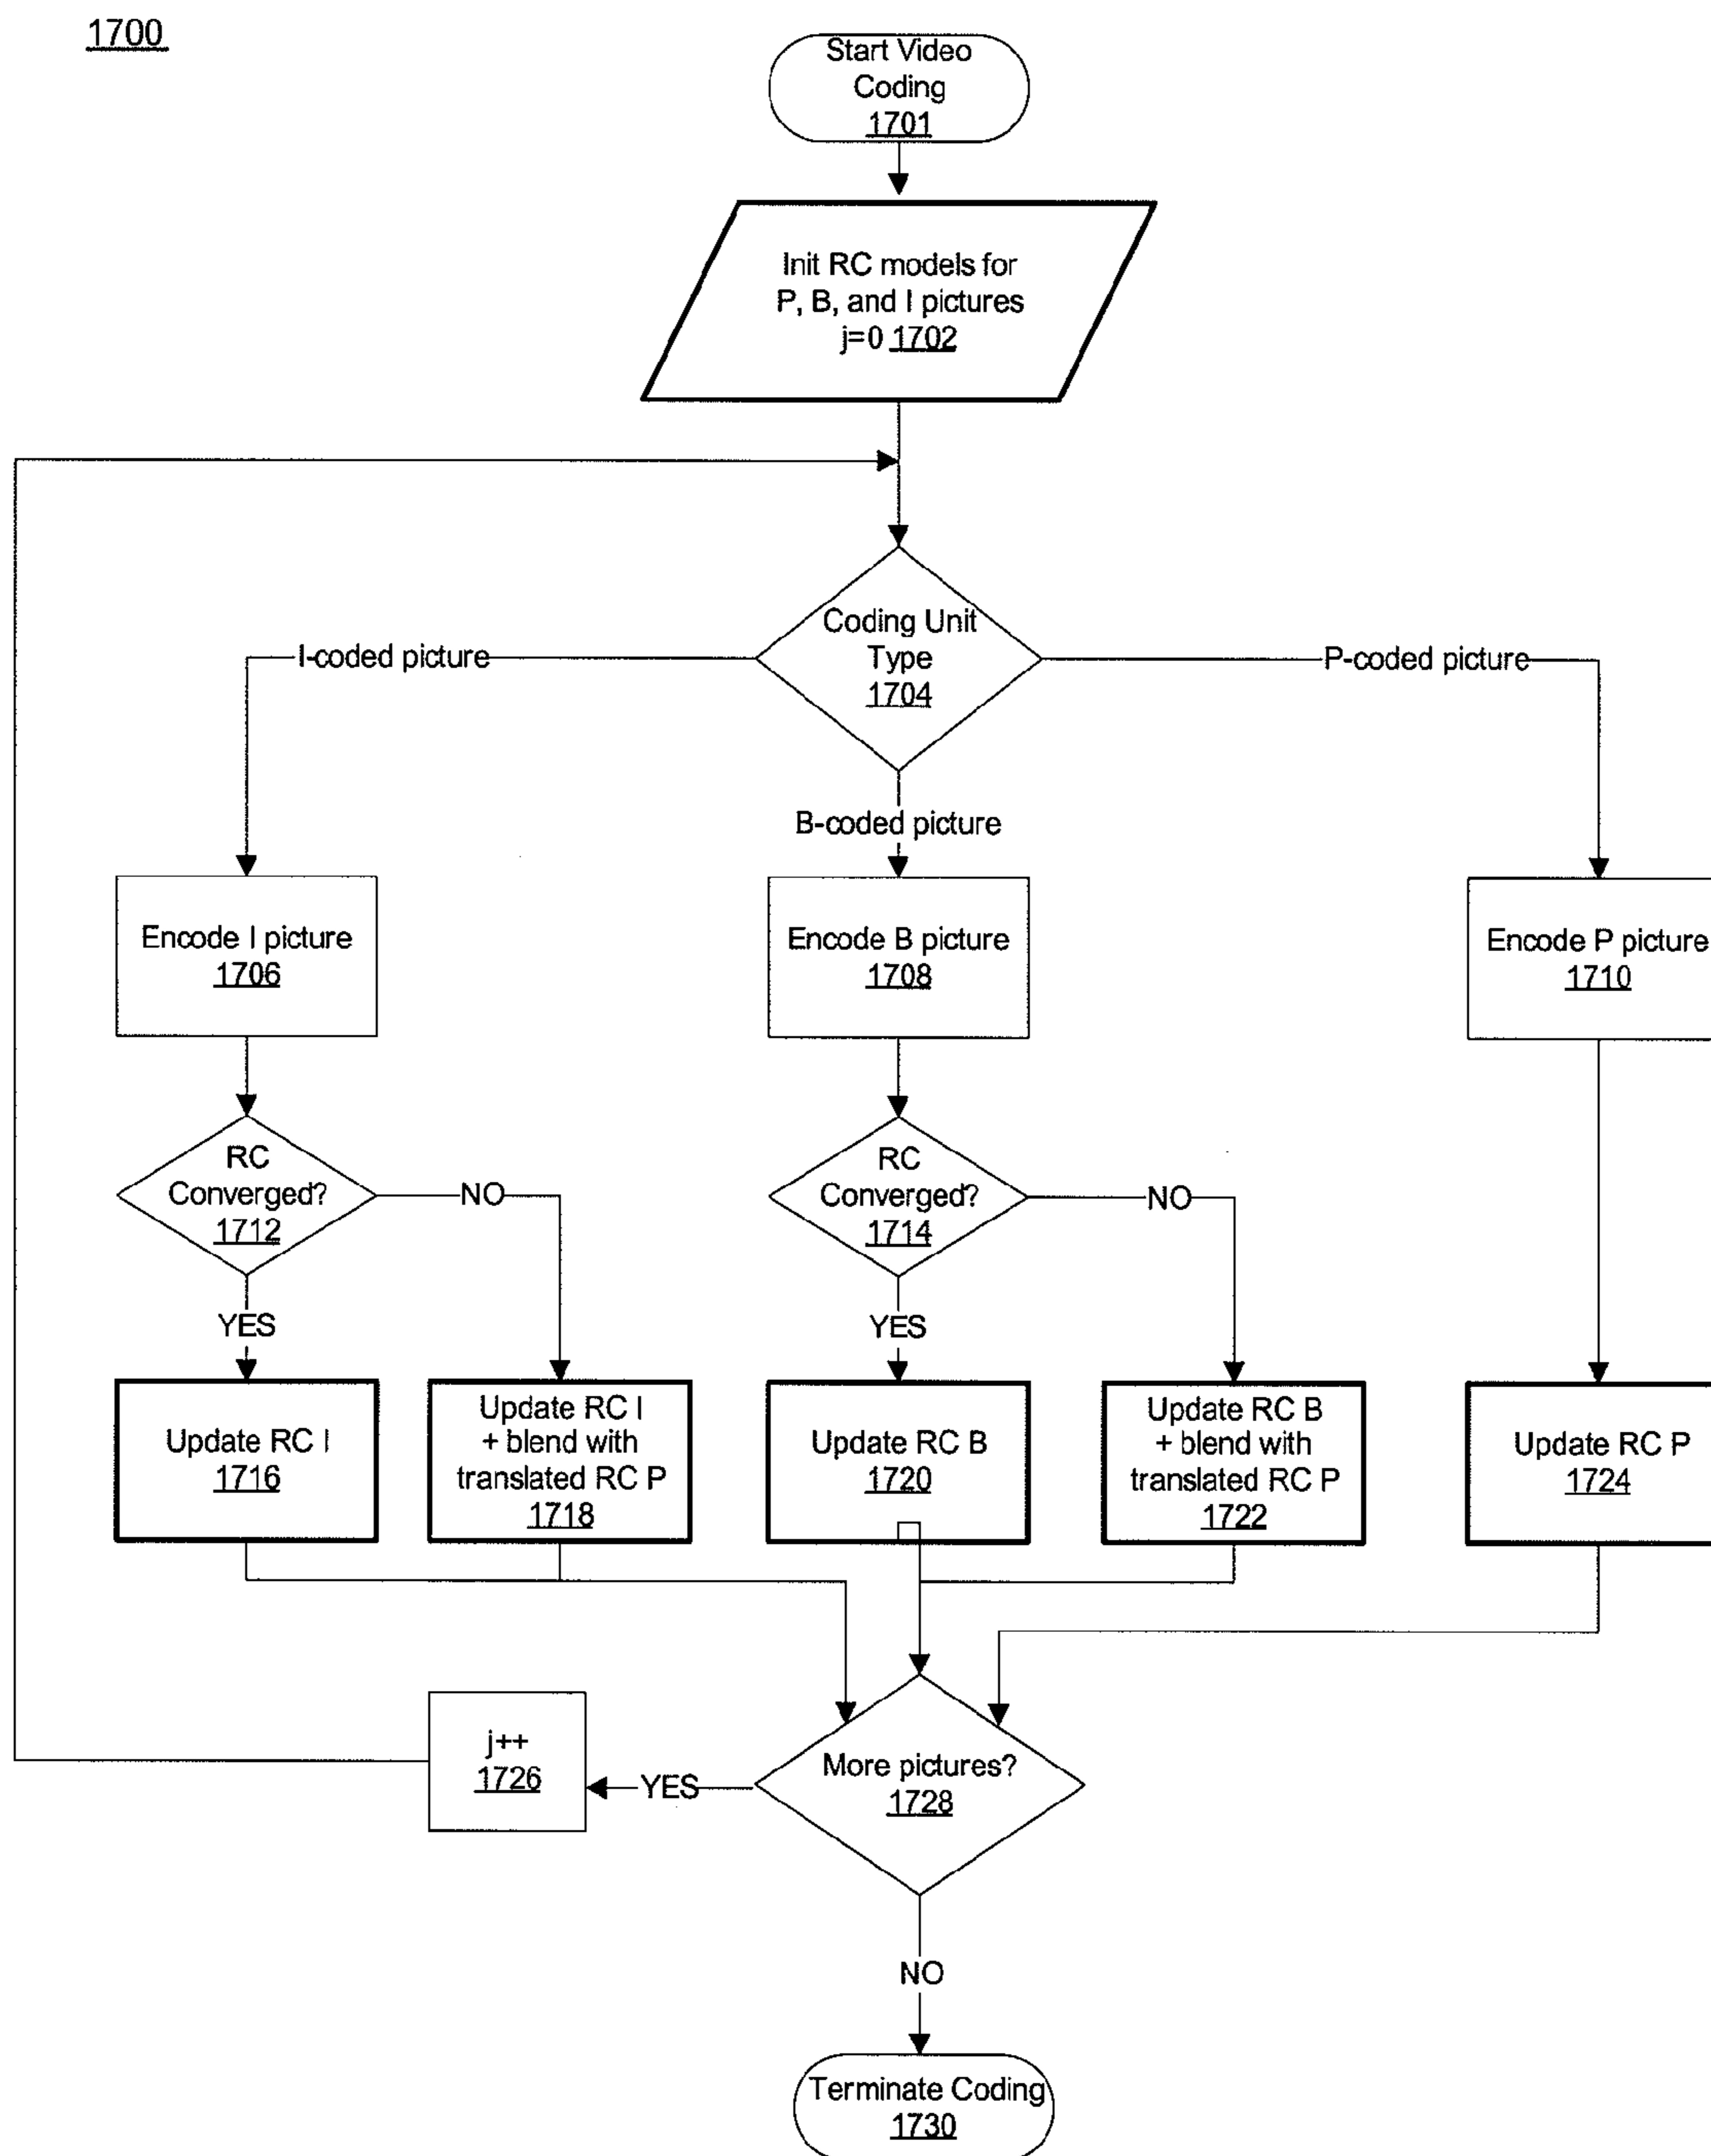 1700
Start Video
Coding
1701
Init RC models for
P, B, and I pictures
j=0 1702
Coding Unit
Type
1704
I-coded picture
P-coded picture
B-coded picture
Encode I picture
1706
Encode B picture
1708
Encode P picture
1710
RC
Converged?
1712
NO
RC
Converged?
1714
NO
YES
YES
Update RC I
1716
Update RC I
+ blend with
translated RC P
1718
Update RC B
1720
Update RC B
+ blend with
translated RC P
1722
Update RC P
1724
j++
1726
YES
More pictures?
1728
NO
Terminate Coding
1730